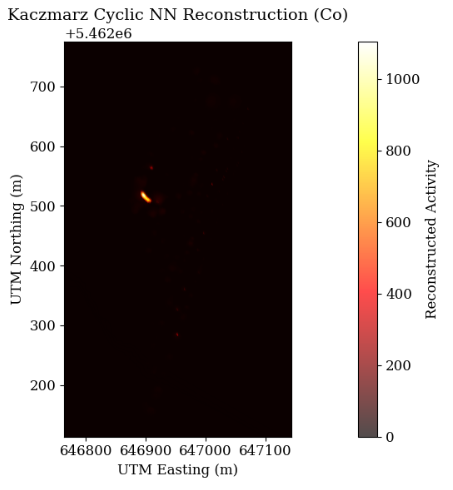 Kaczmarz Cyclic NN Reconstruction (Co)
+5.462e6
700
600
500
400
300
200
UTM Northing (m)
646800 646900 647000 647100
UTM Easting (m)
1000
800
600
400
200
0
Reconstructed Activity